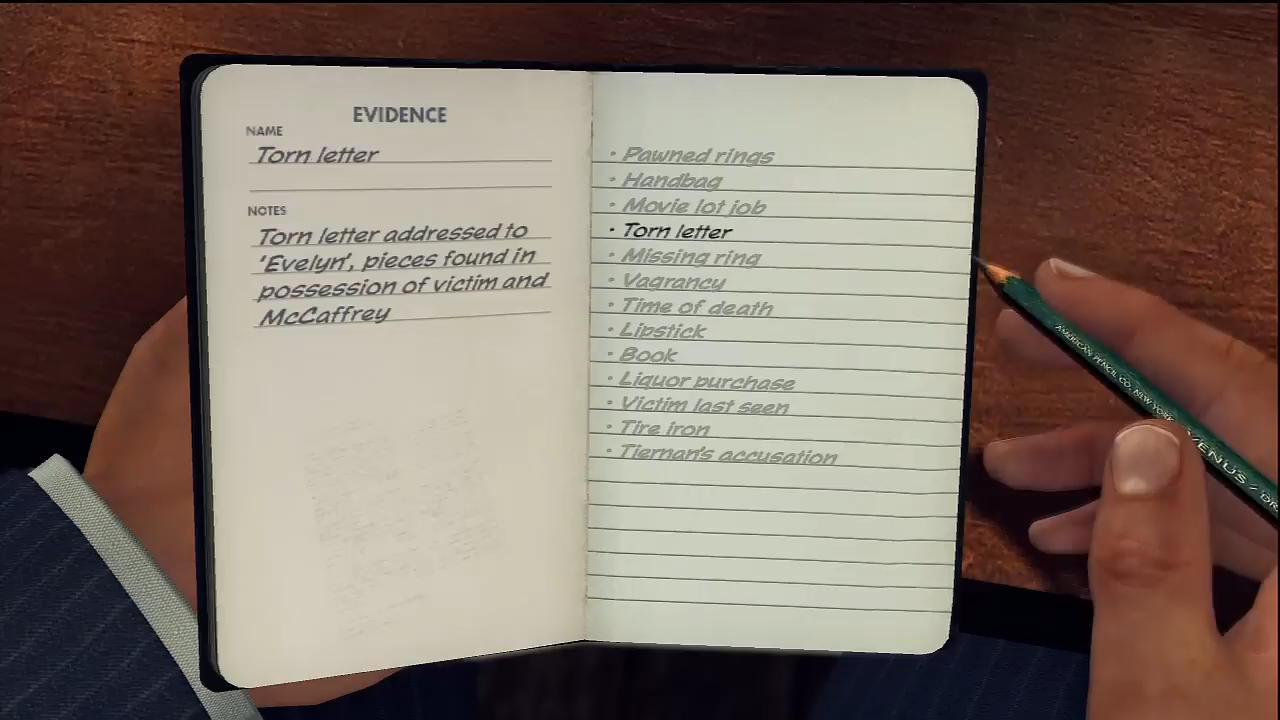 EVIDENCE
NAME
Torn letter
NOTES
Torn letter addressed to
'Evelyn', pieces found in
possession of victim and
McCaffrey
• Pawned rings
• Handbag
• Movie lot job
• Torn letter
• Missing ring
• Vagrancy
• Time of death
• Lipstick
• Book
• Liquor purchase
• Victim last seen
• Tire iron
• Tiernan's accusation
AMERICAN PENCIL CO. NEW YORK
VENUS